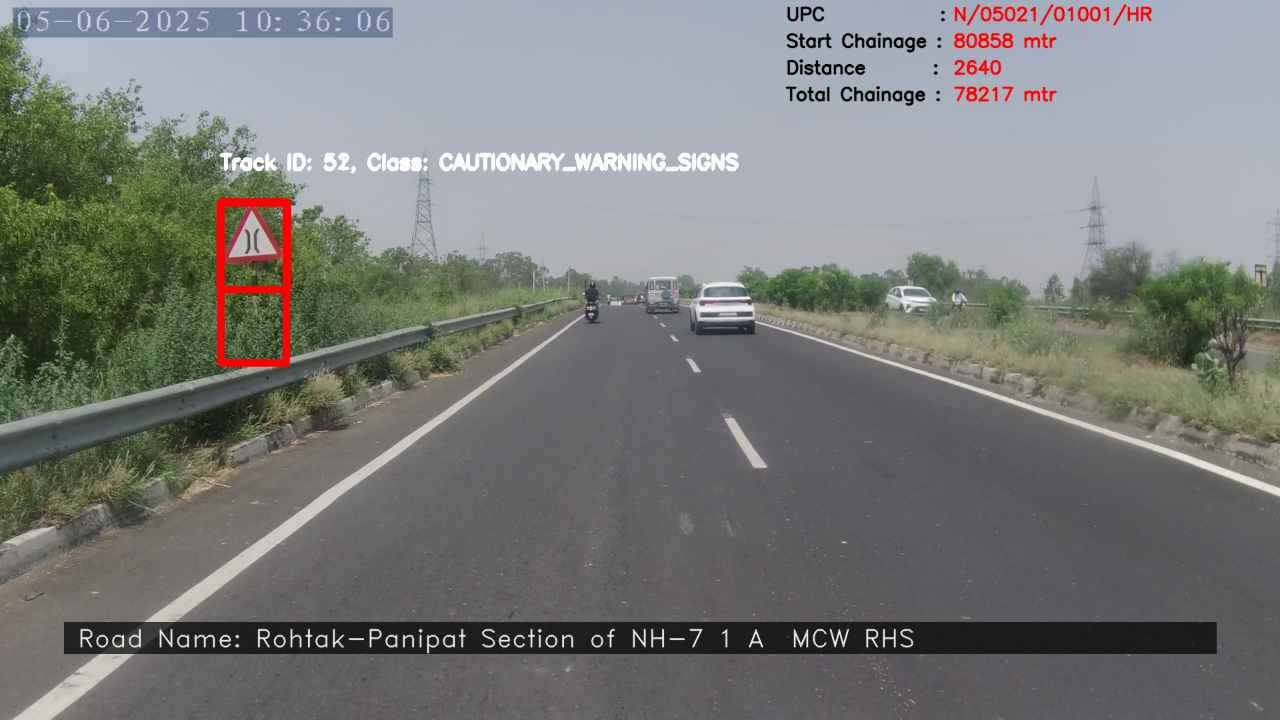 05-06-2025 10:36:06
UPC : N/05021/01001/HR
Start Chainage : 80858 mtr
Distance : 2640
Total Chainage : 78217 mtr
Track ID: 52, Class: CAUTIONARY_WARNING_SIGNS
Road Name: Rohtak-Panipat Section of NH-7 1 A MCW RHS